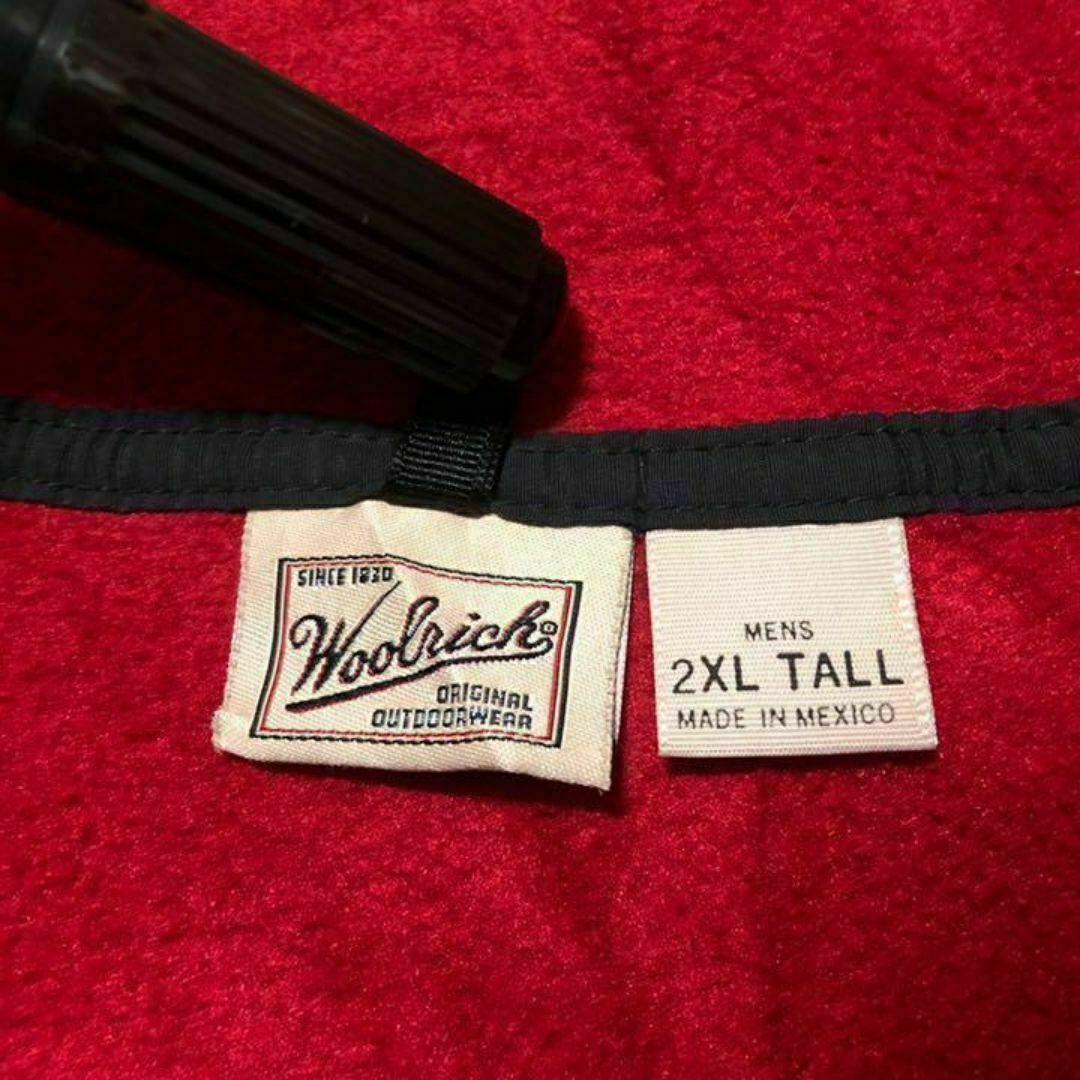 SINCE 1830
Woolrich®
ORIGINAL
OUTDOORWEAR
MENS
2XL TALL
MADE IN MEXICO